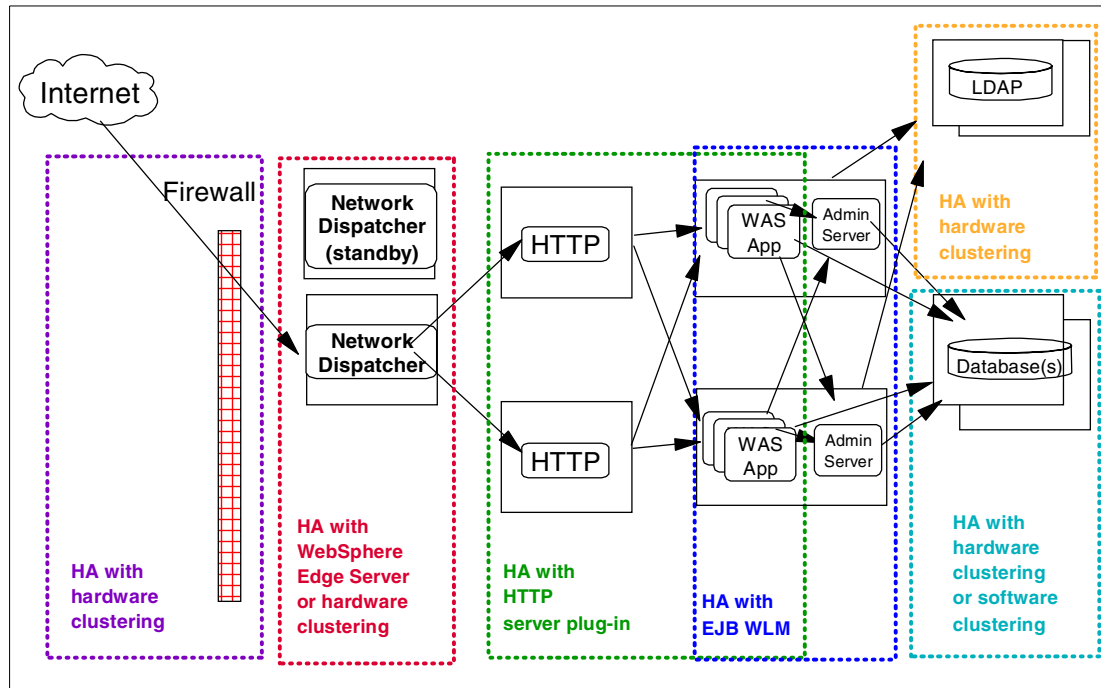 Internet
Firewall
HA with
hardware
clustering
Network
Dispatcher
(standby)
Network
Dispatcher
HA with
WebSphere
Edge Server
or hardware
clustering
HTTP
HTTP
HA with
HTTP
server plug-in
WAS
App
Admin
Server
WAS
App
Admin
Server
HA with
EJB WLM
LDAP
HA with
hardware
clustering
Database(s)
HA with
hardware
clustering
or software
clustering